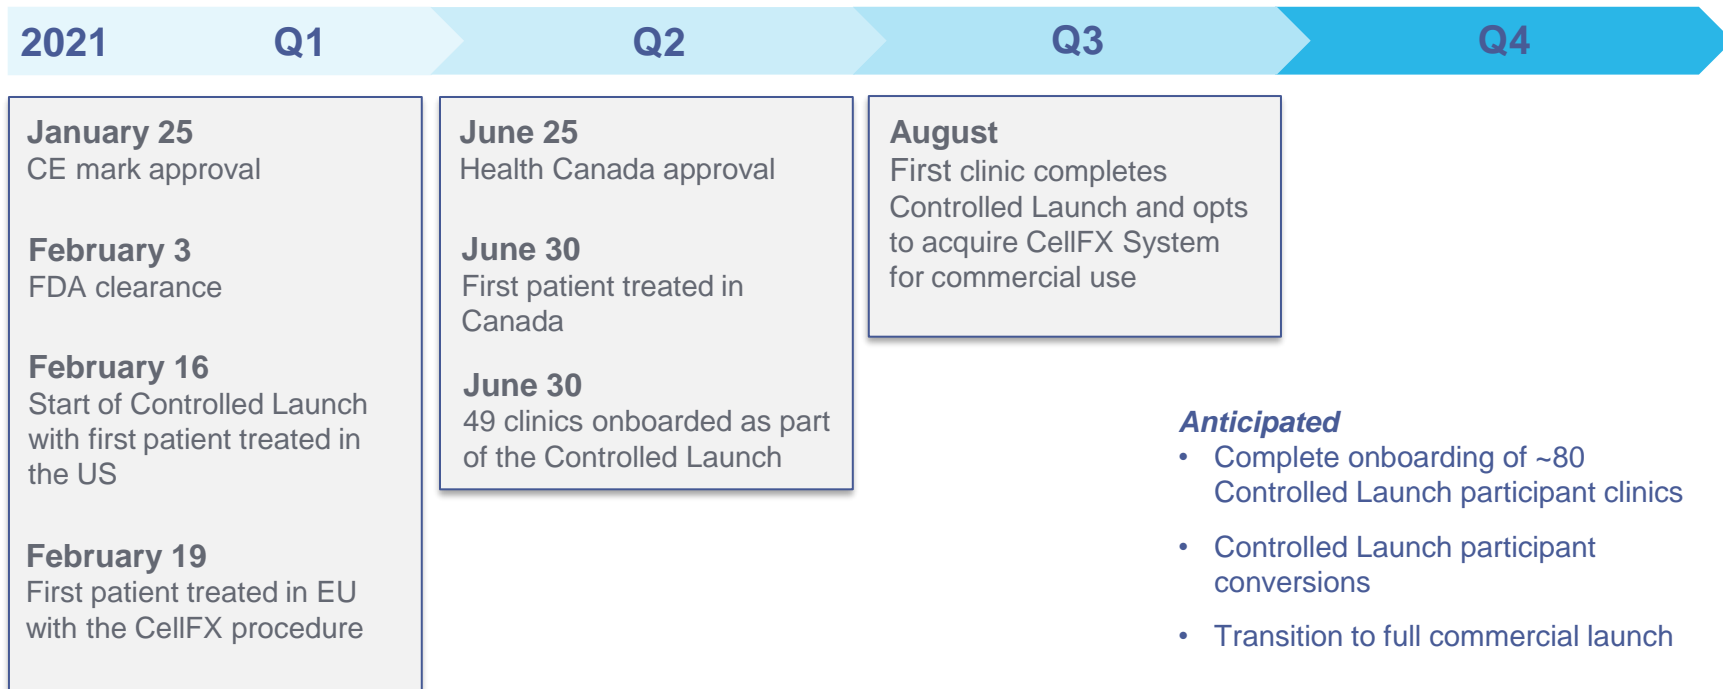 2021 Q1 Q2 Q3 Q4
January 25
CE mark approval
February 3
FDA clearance
February 16
Start of Controlled Launch
with first patient treated in
the US
February 19
First patient treated in EU
with the CellFX procedure
June 25
Health Canada approval
June 30
First patient treated in
Canada
June 30
49 clinics onboarded as part
of the Controlled Launch
August
First clinic completes
Controlled Launch and opts
to acquire CellFX System
for commercial use
Anticipated
• Complete onboarding of ~80
Controlled Launch participant clinics
• Controlled Launch participant
conversions
• Transition to full commercial launch